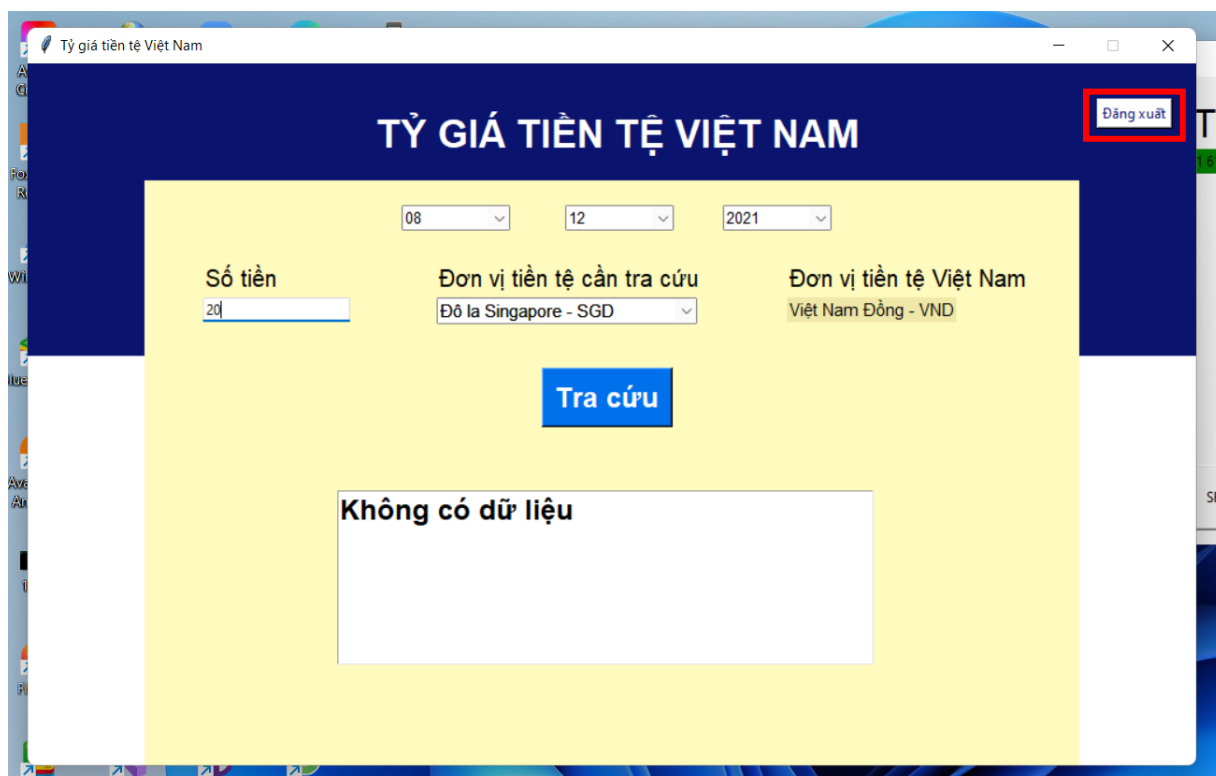 Tỷ giá tiền tệ Việt Nam
Đăng xuất
TỶ GIÁ TIỀN TỆ VIỆT NAM
08 12 2021
Số tiền Đơn vị tiền tệ cần tra cứu Đơn vị tiền tệ Việt Nam
20 Đô la Singapore - SGD Việt Nam Đồng - VND
Tra cứu
Không có dữ liệu